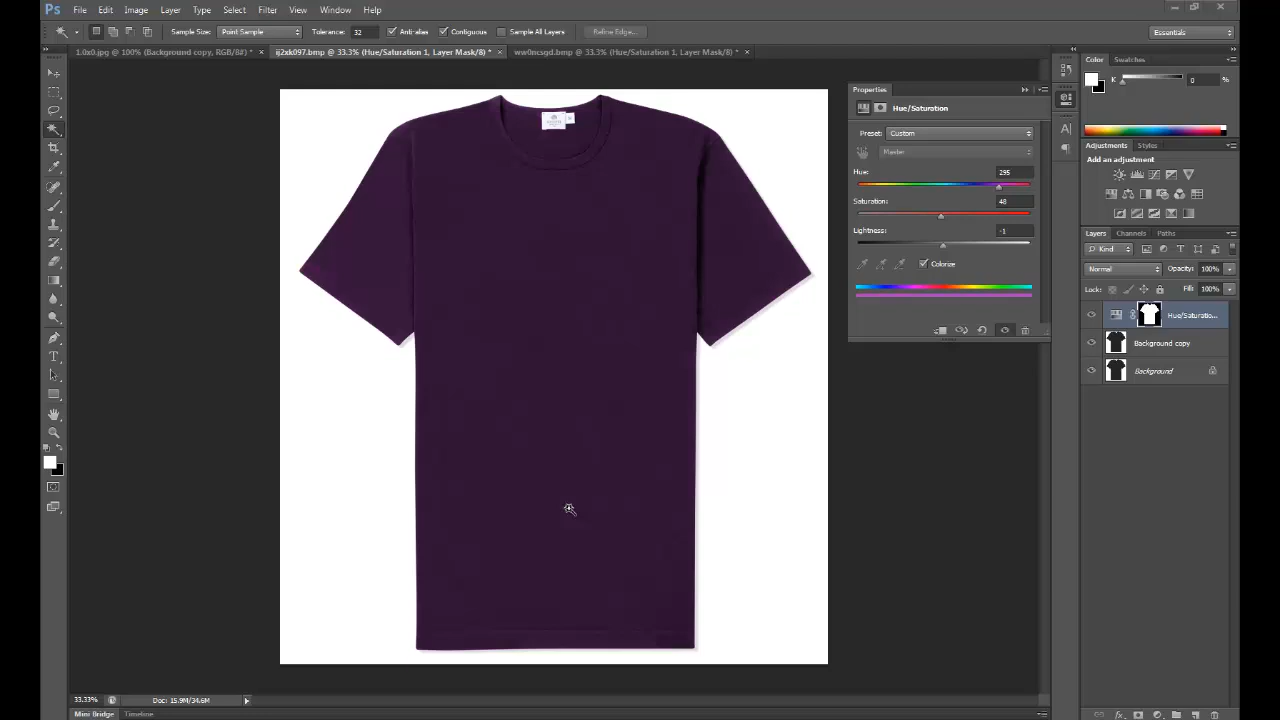 Ps File Edit Image Layer Type Select Filter View Window Help
Sample Size: Point Sample Tolerance: 32 Anti-alias Contiguous Sample All Layers Refine Edge... Essentials
1.0x0.jpg @ 100% (Background copy, RGB/8#) * × ij2xk097.bmp @ 33.3% (Hue/Saturation 1, Layer Mask/8) * × ww0ncsgd.bmp @ 33.3% (Hue/Saturation 1, Layer Mask/8) * ×
Properties
Hue/Saturation
Preset: Custom
Master
Hue: 295
Saturation: 48
Lightness: -1
Colorize
Color Swatches
K 0 %
Adjustments Styles
Add an adjustment
Layers Channels Paths
Kind
Normal Opacity: 100%
Lock: Fill: 100%
Hue/Saturatio...
Background copy
Background
33.33% Doc: 15.9M/34.6M
Mini Bridge Timeline